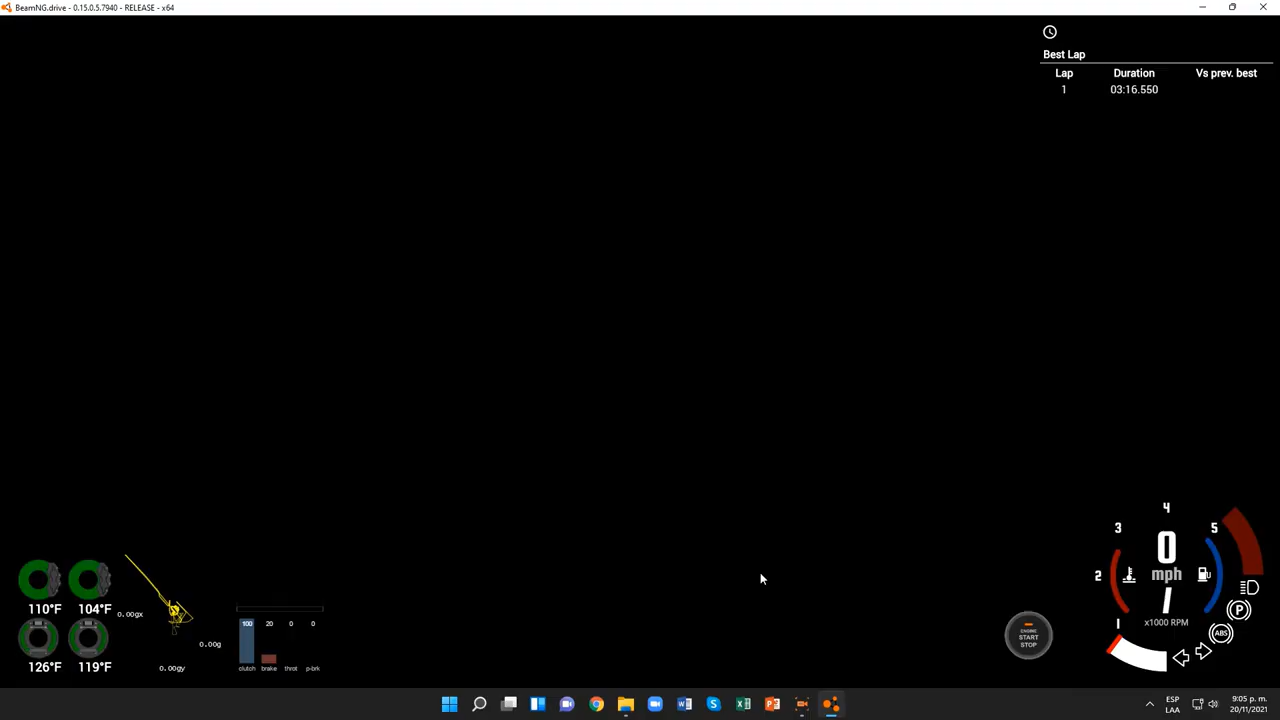 BeamNG.drive - 0.15.0.5.7940 - RELEASE - x64
Best Lap
Lap Duration Vs prev. best
1 03:16.550
4
3 5
0
2 mph
1 x1000 RPM
P
ABS
ENGINE
START
STOP
110°F 104°F
126°F 119°F
0.00gx
0.00g
0.00gy
100 20 0 0
clutch brake throt p-brk
ESP
LAA
9:05 p. m.
20/11/2021